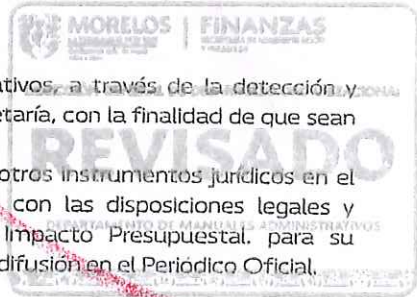 MORELOS | FINANZAS
ativos, a través de la detección y
etaría, con la finalidad de que sean
REVISADO
otros instrumentos jurídicos en el
con las disposiciones legales y
DEPARTAMENTO DE MANUALES ADMINISTRATIVOS
Impacto Presupuestal, para su
difusión en el Periódico Oficial.